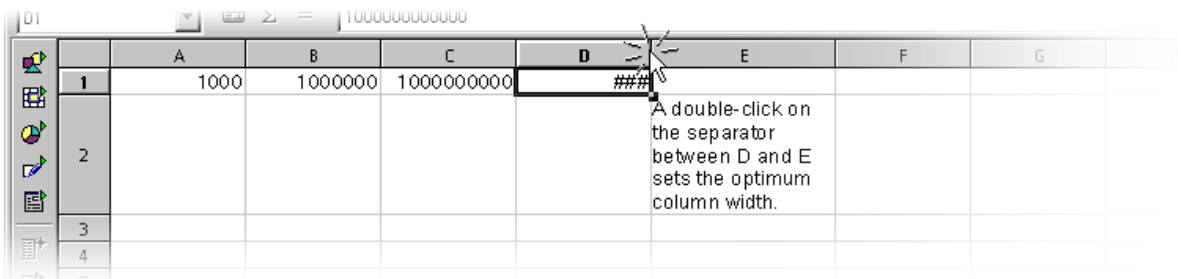 D1 Σ = 1000000000000
A B C D E F G
1 1000 1000000 1000000000 ###
2
A double-click on
the separator
between D and E
sets the optimum
column width.
3
4